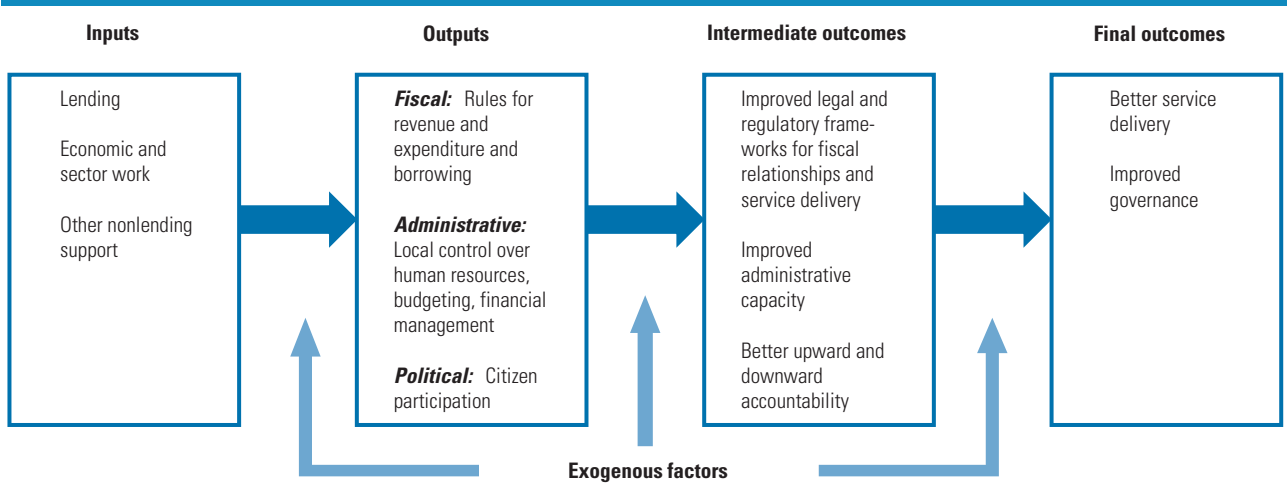 Inputs
Outputs
Intermediate outcomes
Final outcomes
Lending
Economic and
sector work
Other nonlending
support
Fiscal: Rules for
revenue and
expenditure and
borrowing
Administrative:
Local control over
human resources,
budgeting, financial
management
Political: Citizen
participation
Improved legal and
regulatory frame-
works for fiscal
relationships and
service delivery
Improved
administrative
capacity
Better upward and
downward
accountability
Better service
delivery
Improved
governance
Exogenous factors